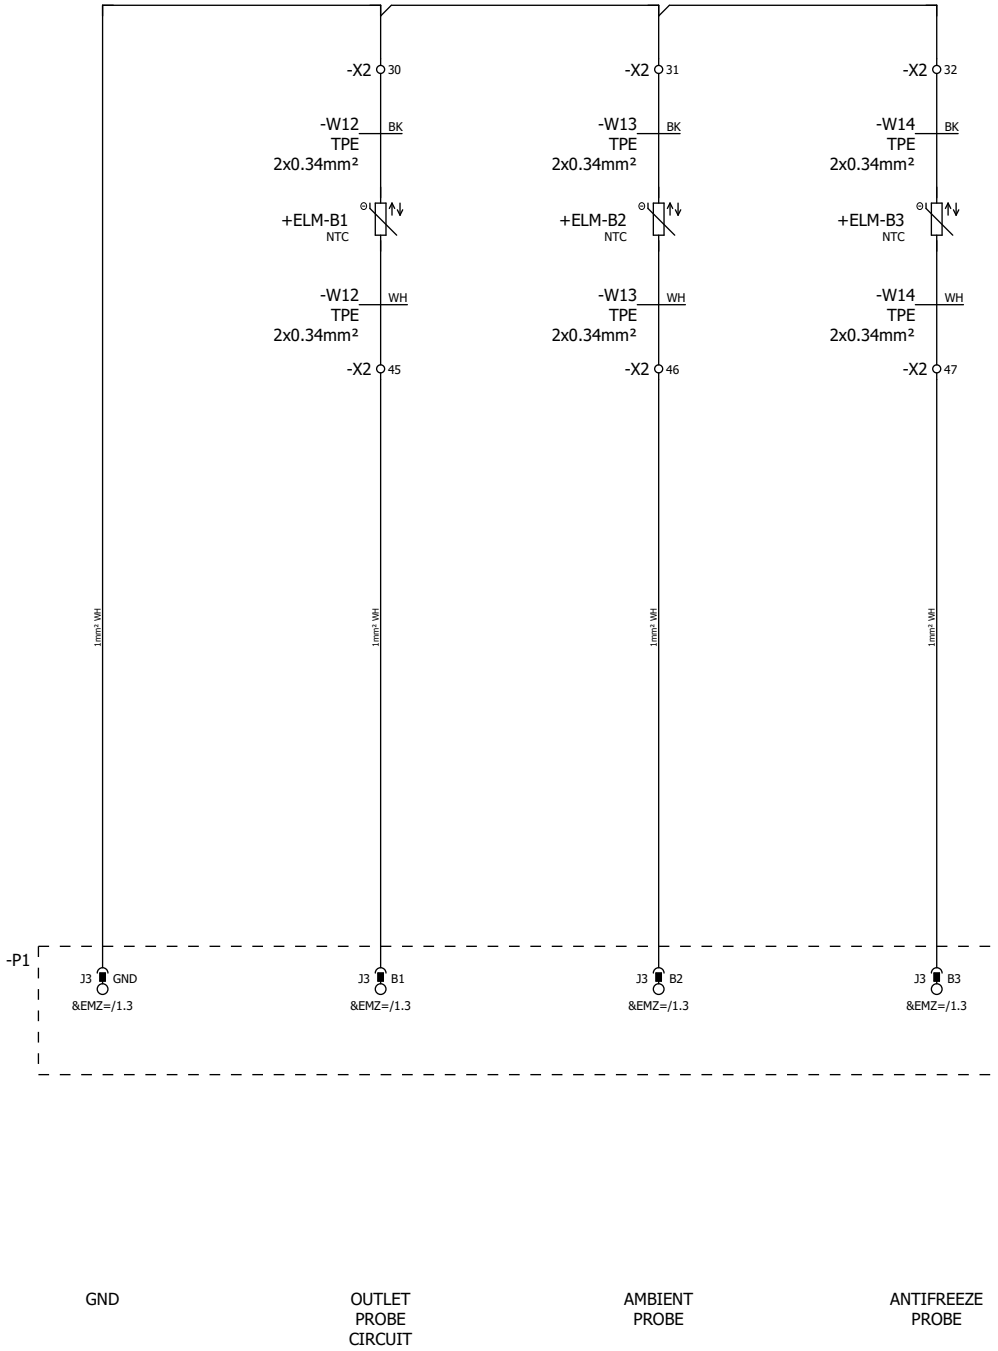 -X2 30
-X2 31
-X2 32
-W12 BK
TPE
2x0.34mm²
-W13 BK
TPE
2x0.34mm²
-W14 BK
TPE
2x0.34mm²
+ELM-B1
NTC
Θ
+ELM-B2
NTC
Θ
+ELM-B3
NTC
Θ
-W12 WH
TPE
2x0.34mm²
-W13 WH
TPE
2x0.34mm²
-W14 WH
TPE
2x0.34mm²
-X2 45
-X2 46
-X2 47
1mm² WH
1mm² WH
1mm² WH
1mm² WH
-P1
J3 GND
&EMZ=/1.3
J3 B1
&EMZ=/1.3
J3 B2
&EMZ=/1.3
J3 B3
&EMZ=/1.3
GND
OUTLET
PROBE
CIRCUIT
AMBIENT
PROBE
ANTIFREEZE
PROBE